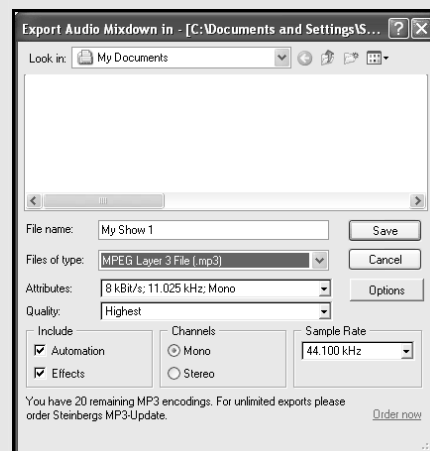 Export Audio Mixdown in - [C:\Documents and Settings\S...
Look in: My Documents
File name: My Show 1 Save
Files of type: MPEG Layer 3 File (.mp3) Cancel
Attributes: 8 kBit/s; 11.025 kHz; Mono Options
Quality: Highest
Include Channels Sample Rate
Automation Mono 44.100 kHz
Effects Stereo
You have 20 remaining MP3 encodings. For unlimited exports please
order Steinbergs MP3-Update. Order now